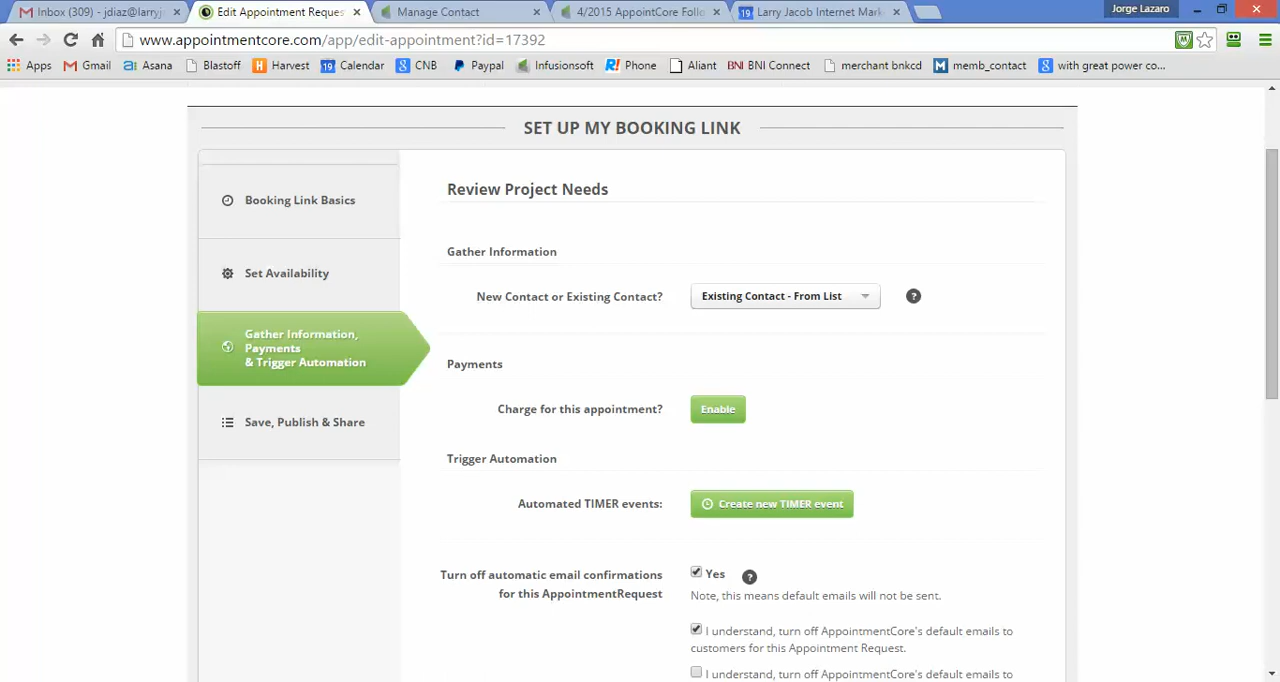 Inbox (309) - jdiaz@larryj
Edit Appointment Reques
Manage Contact
4/2015 AppointCore Follo
19 Larry Jacob Internet Mark
Jorge Lazaro
www.appointmentcore.com/app/edit-appointment?id=17392
Apps Gmail Asana Blastoff Harvest Calendar CNB Paypal Infusionsoft Phone Aliant BNI BNI Connect merchant bnkcd memb_contact with great power co...
SET UP MY BOOKING LINK
Booking Link Basics
Set Availability
Gather Information,
Payments
& Trigger Automation
Save, Publish & Share
Review Project Needs
Gather Information
New Contact or Existing Contact? Existing Contact - From List ?
Payments
Charge for this appointment? Enable
Trigger Automation
Automated TIMER events: Create new TIMER event
Turn off automatic email confirmations
for this AppointmentRequest
Yes ?
Note, this means default emails will not be sent.
I understand, turn off AppointmentCore's default emails to
customers for this Appointment Request.
I understand, turn off AppointmentCore's default emails to